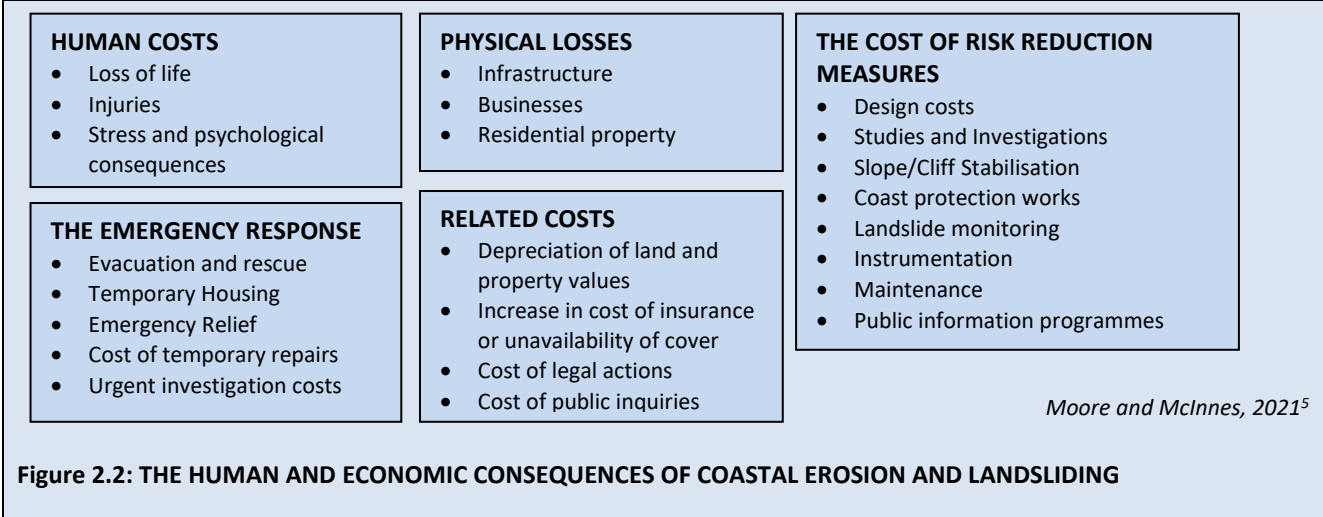 HUMAN COSTS
• Loss of life
• Injuries
• Stress and psychological
consequences
THE EMERGENCY RESPONSE
• Evacuation and rescue
• Temporary Housing
• Emergency Relief
• Cost of temporary repairs
• Urgent investigation costs
PHYSICAL LOSSES
• Infrastructure
• Businesses
• Residential property
RELATED COSTS
• Depreciation of land and
property values
• Increase in cost of insurance
or unavailability of cover
• Cost of legal actions
• Cost of public inquiries
THE COST OF RISK REDUCTION
MEASURES
• Design costs
• Studies and Investigations
• Slope/Cliff Stabilisation
• Coast protection works
• Landslide monitoring
• Instrumentation
• Maintenance
• Public information programmes
Moore and McInnes, 2021⁵
Figure 2.2: THE HUMAN AND ECONOMIC CONSEQUENCES OF COASTAL EROSION AND LANDSLIDING